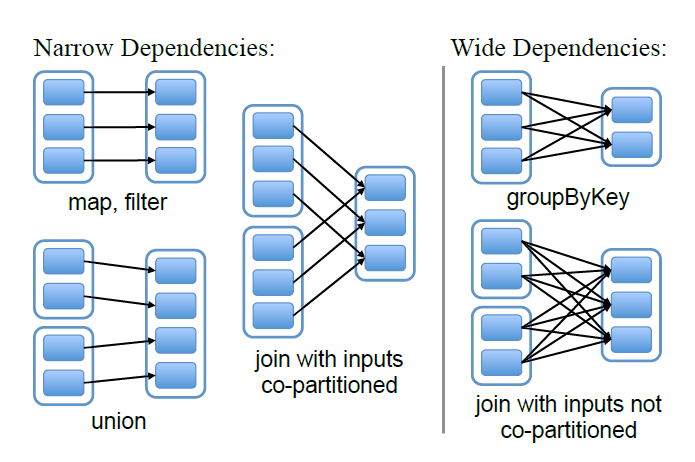 Narrow Dependencies:
map, filter
union
join with inputs
co-partitioned
Wide Dependencies:
groupByKey
join with inputs not
co-partitioned